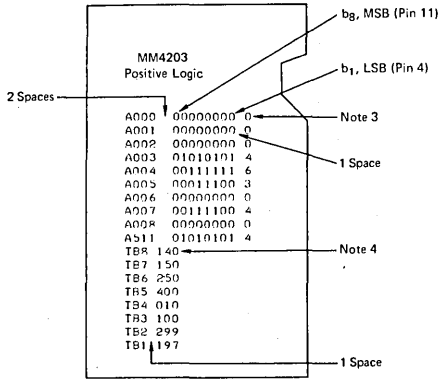 b8, MSB (Pin 11)
MM4203
Positive Logic
b1, LSB (Pin 4)
2 Spaces
A000 00000000 0
Note 3
A001 00000000 0
A002 00000000 0
1 Space
A003 01010101 4
A004 00111111 6
A005 00011100 3
A006 00000000 0
A007 00011100 4
A008 00000000 0
A511 01010101 4
TB8 140
Note 4
TB7 150
TB6 250
TB5 400
TB4 010
TB3 100
TB2 299
TB1 197
1 Space